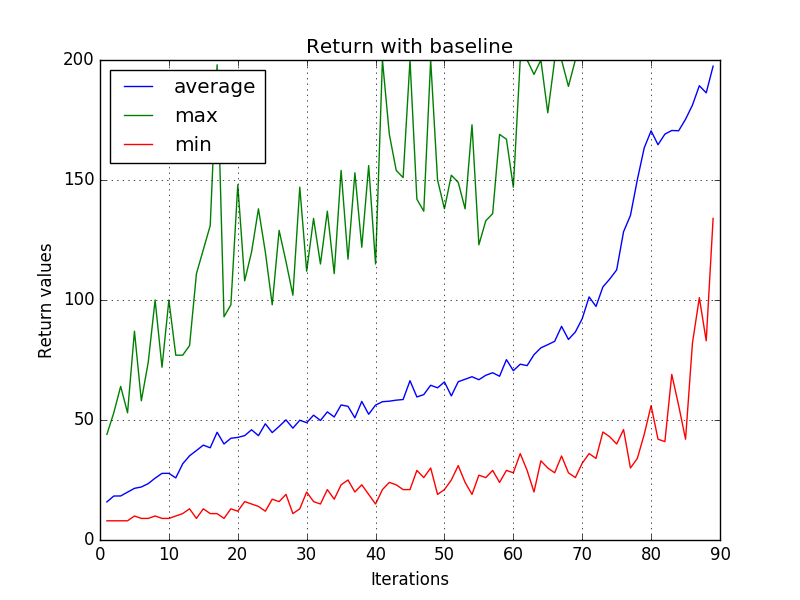 Return with baseline
average
max
min
Return values
200
150
100
50
0
0 10 20 30 40 50 60 70 80 90
Iterations